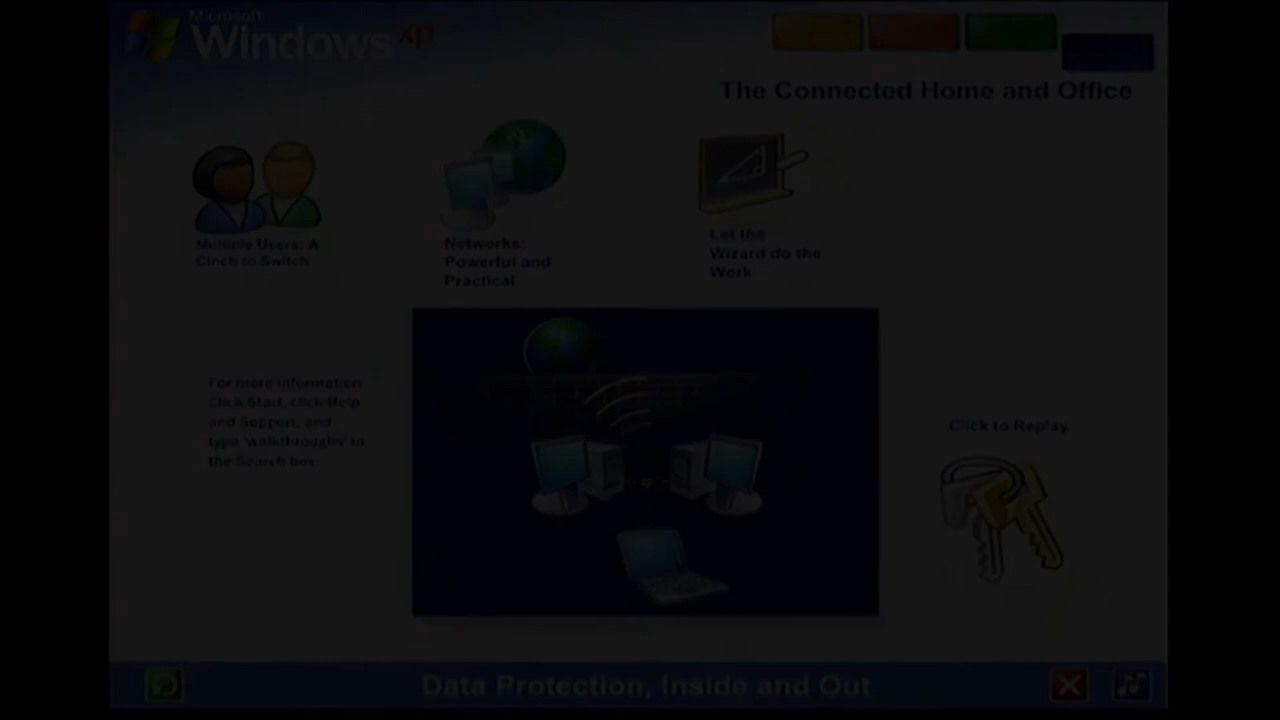 Microsoft
Windows xp
The Connected Home and Office
Multiple Users: A
Cinch to Switch
Networks:
Powerful and
Practical
Let the
Wizard do the
Work
For more information
Click Start, click Help
and Support, and
type 'walkthroughs' in
the Search box
Click to Replay
Data Protection, Inside and Out